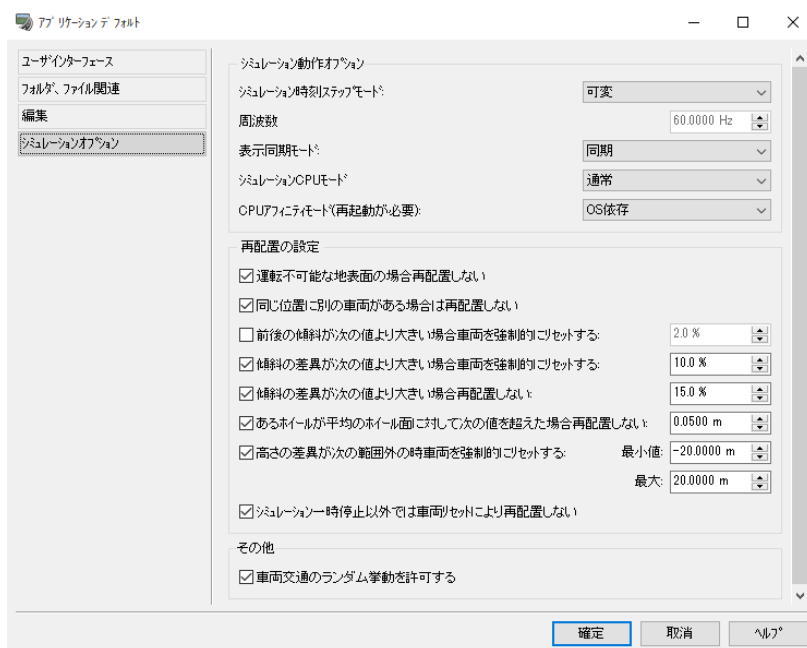 アプリケーション デフォルト
ユーザインターフェース
フォルダ、ファイル関連
編集
シミュレーションオプション
シミュレーション動作オプション
シミュレーション時刻ステップモード: 可変
周波数 60.0000 Hz
表示同期モード: 同期
シミュレーションCPUモード 通常
CPUアフィニティモード(再起動が必要): OS依存
再配置の設定
運転不可能な地表面の場合再配置しない
同じ位置に別の車両がある場合は再配置しない
前後の傾斜が次の値より大きい場合車両を強制的にリセットする: 2.0 %
傾斜の差異が次の値より大きい場合車両を強制的にリセットする: 10.0 %
傾斜の差異が次の値より大きい場合再配置しない: 15.0 %
あるホイールが平均のホイール面に対して次の値を超えた場合再配置しない: 0.0500 m
高さの差異が次の範囲外の時車両を強制的にリセットする: 最小値: -20.0000 m
最大: 20.0000 m
シミュレーション一時停止以外では車両リセットにより再配置しない
その他
車両交通のランダム挙動を許可する
確定 取消 ヘルプ